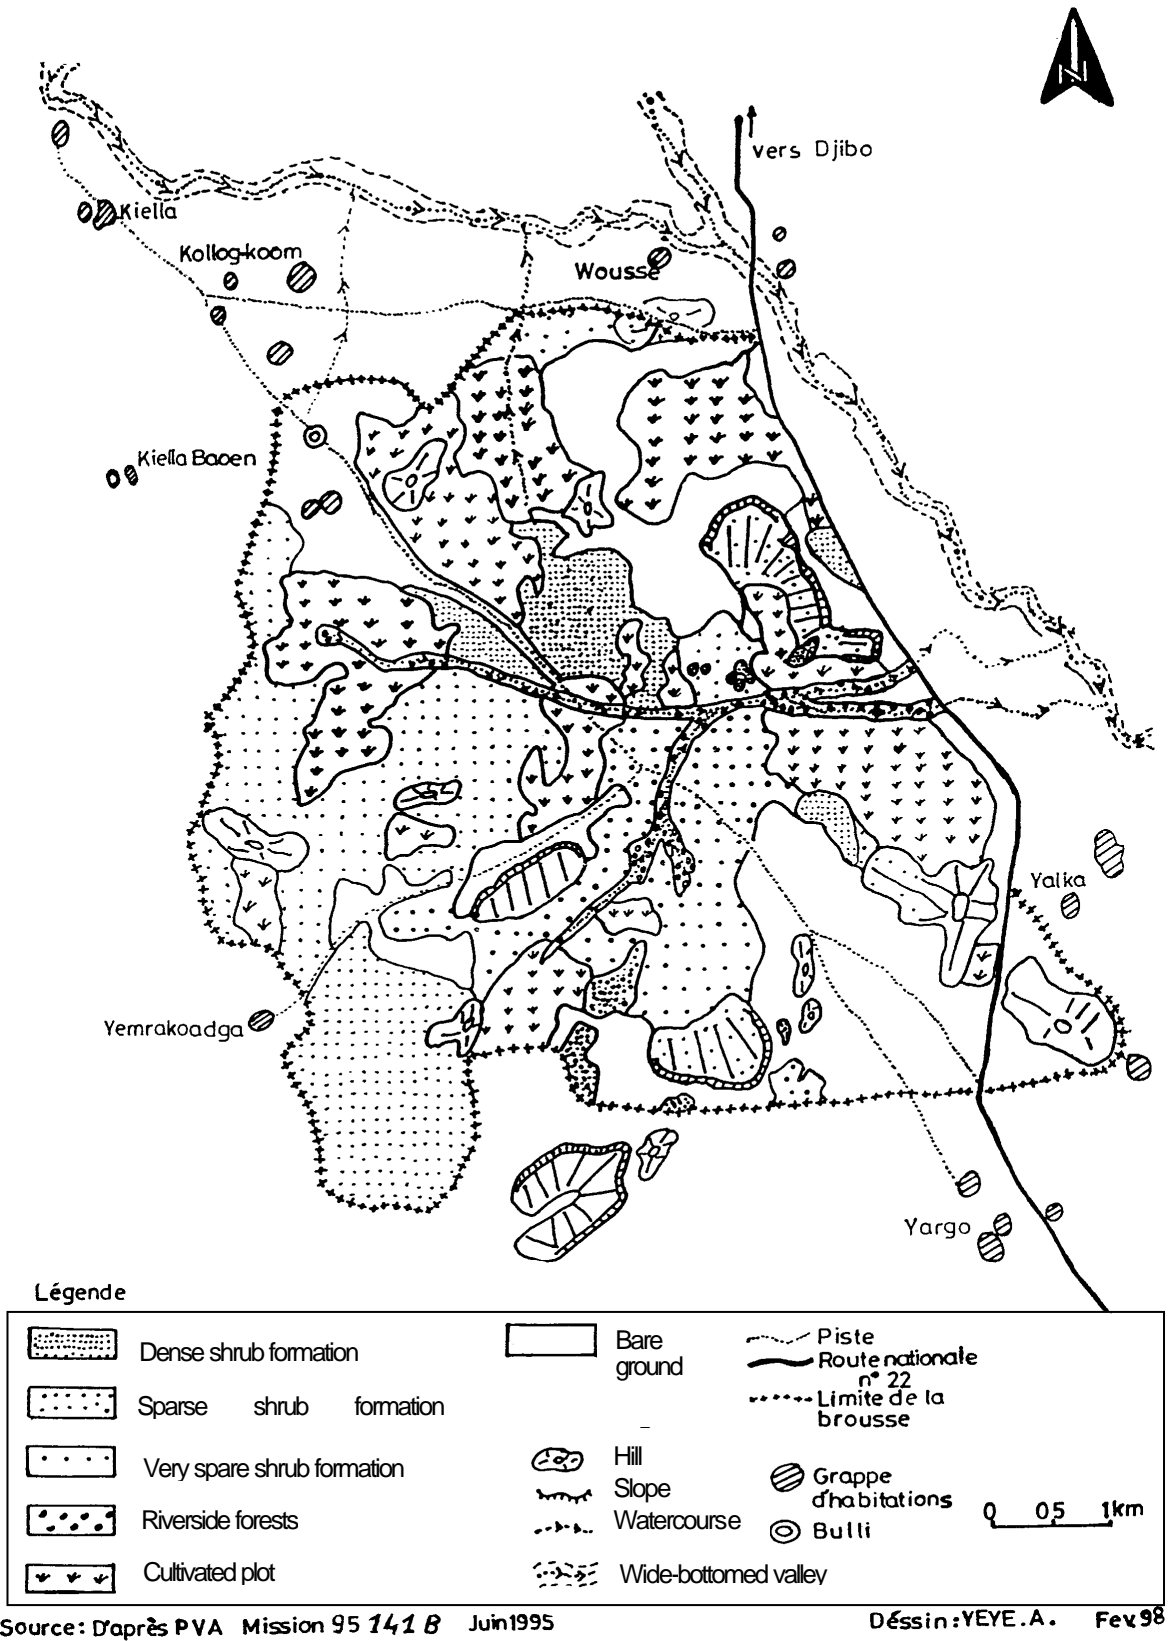 N
vers Djibo
Kiella
Kollog-koom
Wousse
Kiella Baoen
Yalka
Yemrakoadga
Yargo
Légende
Dense shrub formation
Sparse shrub formation
Very spare shrub formation
Riverside forests
Cultivated plot
Bare
ground
Hill
Slope
Watercourse
Wide-bottomed valley
Piste
Route nationale
n° 22
Limite de la
brousse
Grappe
d'habitations
Bulli
0 05 1km
Source: D'après PVA Mission 95 141 B Juin 1995
Déssin: YEYE.A. Fev. 98